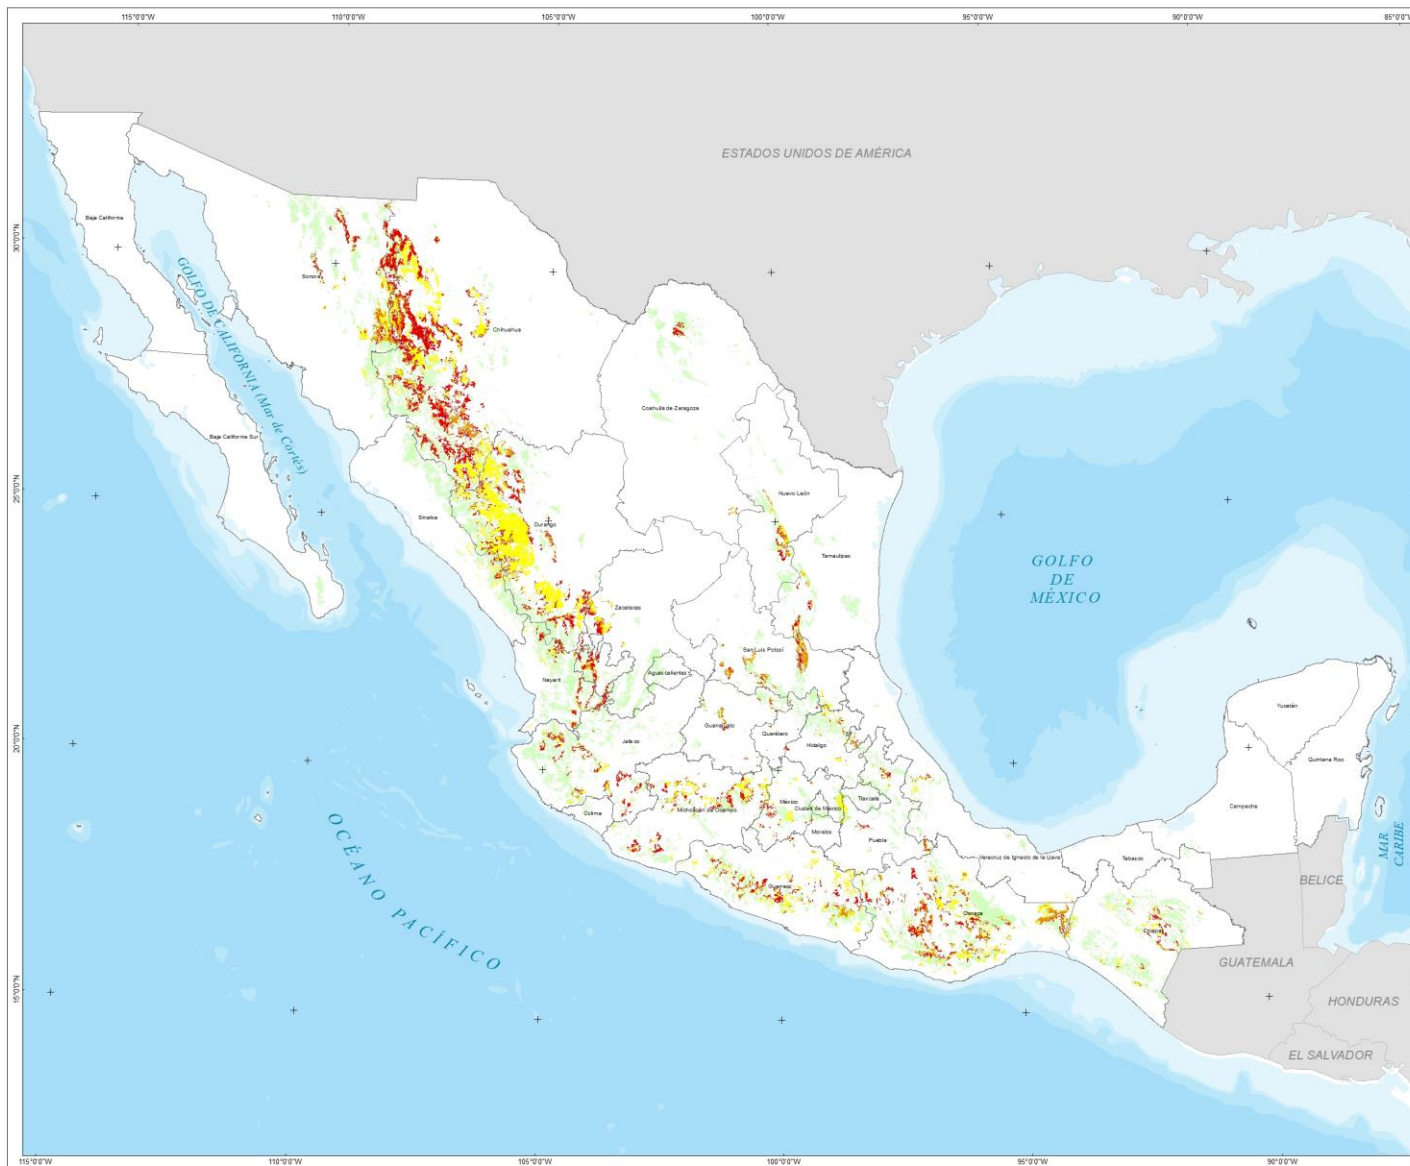 115°0'0"W 110°0'0"W 105°0'0"W 100°0'0"W 95°0'0"W 90°0'0"W 85°0'0"W
ESTADOS UNIDOS DE AMÉRICA
Baja California
30°0'0"N
Sonora
GOLFO DE CALIFORNIA (Mar de Cortés)
Chihuahua
Coahuila de Zaragoza
Baja California Sur
25°0'0"N
Nuevo León
Sinaloa
Durango
Tamaulipas
GOLFO
DE
MÉXICO
Zacatecas
San Luis Potosí
Aguascalientes
Nayarit
Yucatán
20°0'0"N
Guanajuato
Querétaro
Jalisco
Hidalgo
Quintana Roo
México
Tlaxcala
Michoacán de Ocampo
Ciudad de México
Campeche
Colima
Morelos
Puebla
MAR
CARIBE
Veracruz de Ignacio de la Llave
Tabasco
BELICE
Guerrero
Oaxaca
Chiapas
OCÉANO PACÍFICO
GUATEMALA
15°0'0"N
HONDURAS
EL SALVADOR
115°0'0"W 110°0'0"W 105°0'0"W 100°0'0"W 95°0'0"W 90°0'0"W